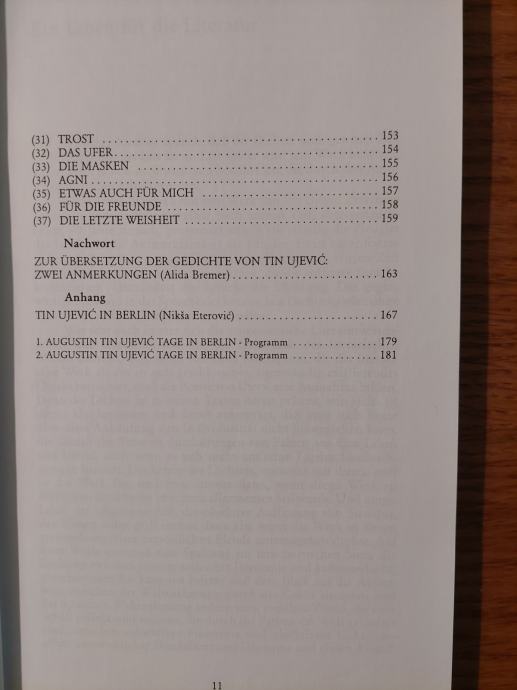 (31) TROST ................................................ 153
(32) DAS UFER ............................................ 154
(33) DIE MASKEN ......................................... 155
(34) AGNI ................................................. 156
(35) ETWAS AUCH FÜR MICH .............................. 157
(36) FÜR DIE FREUNDE ................................... 158
(37) DIE LETZTE WEISHEIT ................................ 159
Nachwort
ZUR ÜBERSETZUNG DER GEDICHTE VON TIN UJEVIĆ:
ZWEI ANMERKUNGEN (Alida Bremer) ........................ 163
Anhang
TIN UJEVIĆ IN BERLIN (Nikša Eterović) ........................ 167
1. AUGUSTIN TIN UJEVIĆ TAGE IN BERLIN - Programm .............. 179
2. AUGUSTIN TIN UJEVIĆ TAGE IN BERLIN - Programm .............. 181
11